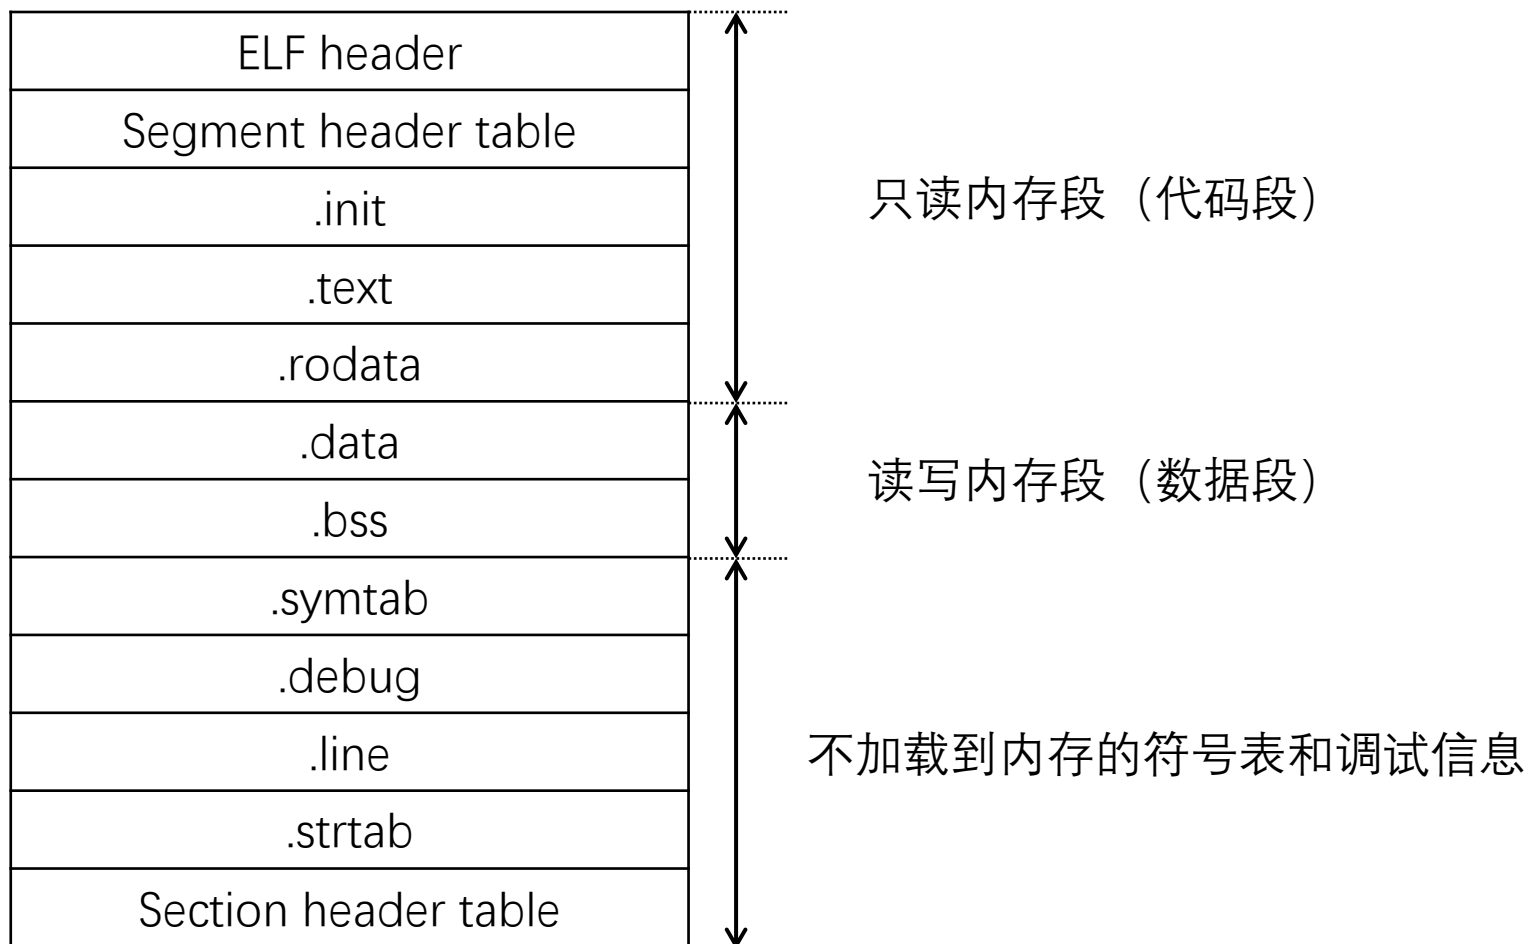 ELF header
Segment header table
.init
.text
.rodata
.data
.bss
.symtab
.debug
.line
.strtab
Section header table
只读内存段（代码段）
读写内存段（数据段）
不加载到内存的符号表和调试信息